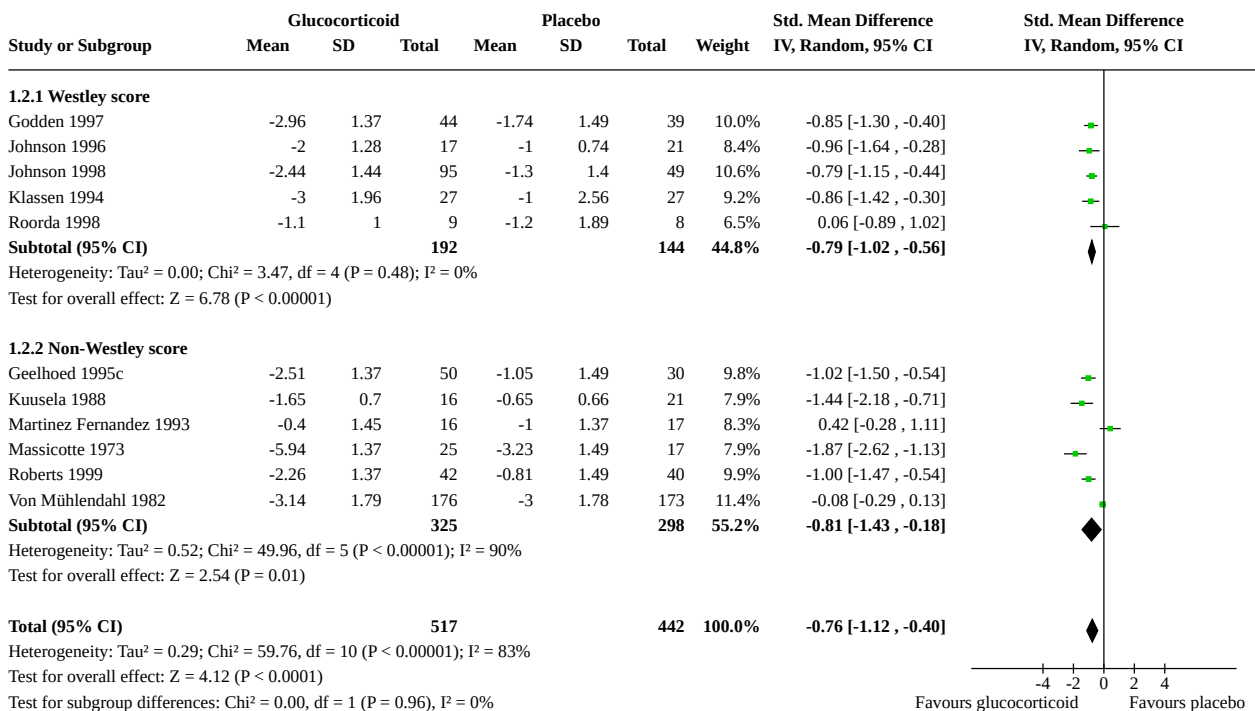 Glucocorticoid Placebo Std. Mean Difference Std. Mean Difference
Study or Subgroup Mean SD Total Mean SD Total Weight IV, Random, 95% CI IV, Random, 95% CI
1.2.1 Westley score
Godden 1997 -2.96 1.37 44 -1.74 1.49 39 10.0% -0.85 [-1.30 , -0.40]
Johnson 1996 -2 1.28 17 -1 0.74 21 8.4% -0.96 [-1.64 , -0.28]
Johnson 1998 -2.44 1.44 95 -1.3 1.4 49 10.6% -0.79 [-1.15 , -0.44]
Klassen 1994 -3 1.96 27 -1 2.56 27 9.2% -0.86 [-1.42 , -0.30]
Roorda 1998 -1.1 1 9 -1.2 1.89 8 6.5% 0.06 [-0.89 , 1.02]
Subtotal (95% CI) 192 144 44.8% -0.79 [-1.02 , -0.56]
Heterogeneity: Tau² = 0.00; Chi² = 3.47, df = 4 (P = 0.48); I² = 0%
Test for overall effect: Z = 6.78 (P < 0.00001)
1.2.2 Non-Westley score
Geelhoed 1995c -2.51 1.37 50 -1.05 1.49 30 9.8% -1.02 [-1.50 , -0.54]
Kuusela 1988 -1.65 0.7 16 -0.65 0.66 21 7.9% -1.44 [-2.18 , -0.71]
Martinez Fernandez 1993 -0.4 1.45 16 -1 1.37 17 8.3% 0.42 [-0.28 , 1.11]
Massicotte 1973 -5.94 1.37 25 -3.23 1.49 17 7.9% -1.87 [-2.62 , -1.13]
Roberts 1999 -2.26 1.37 42 -0.81 1.49 40 9.9% -1.00 [-1.47 , -0.54]
Von Mühlendahl 1982 -3.14 1.79 176 -3 1.78 173 11.4% -0.08 [-0.29 , 0.13]
Subtotal (95% CI) 325 298 55.2% -0.81 [-1.43 , -0.18]
Heterogeneity: Tau² = 0.52; Chi² = 49.96, df = 5 (P < 0.00001); I² = 90%
Test for overall effect: Z = 2.54 (P = 0.01)
Total (95% CI) 517 442 100.0% -0.76 [-1.12 , -0.40]
Heterogeneity: Tau² = 0.29; Chi² = 59.76, df = 10 (P < 0.00001); I² = 83%
Test for overall effect: Z = 4.12 (P < 0.0001) -4 -2 0 2 4
Test for subgroup differences: Chi² = 0.00, df = 1 (P = 0.96), I² = 0% Favours glucocorticoid Favours placebo